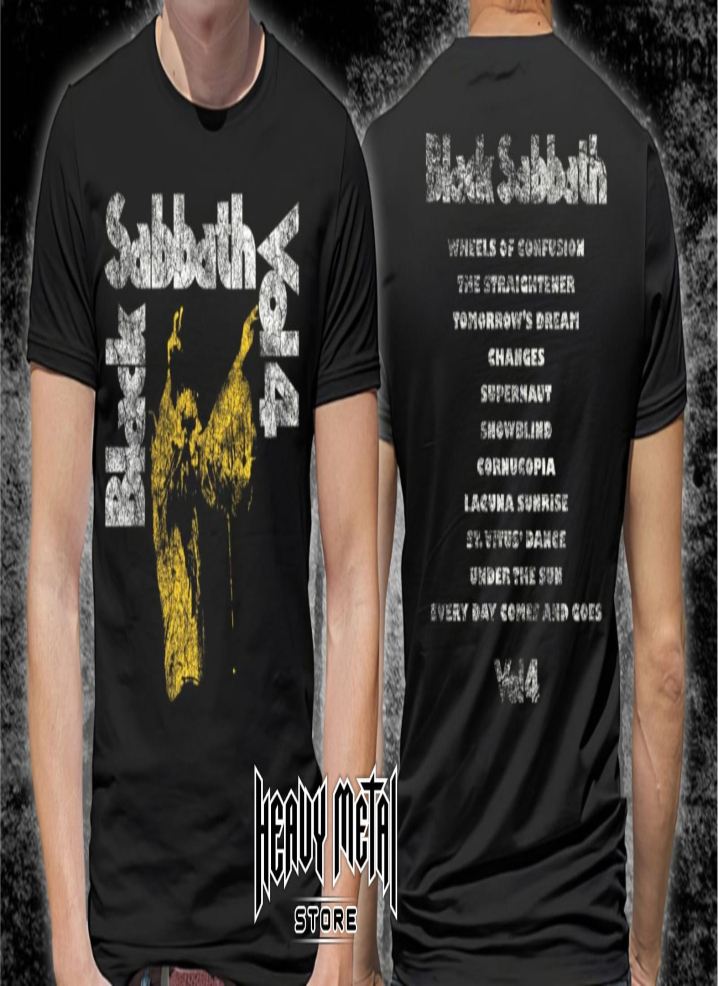 Black
Sabbath
Vol 4
Black Sabbath
WHEELS OF CONFUSION
THE STRAIGHTENER
TOMORROW'S DREAM
CHANGES
SUPERNAUT
SNOWBLIND
CORNUCOPIA
LAGUNA SUNRISE
ST. VITUS' DANCE
UNDER THE SUN
EVERY DAY COMES AND GOES
Vol 4
HEAVY METAL
STORE